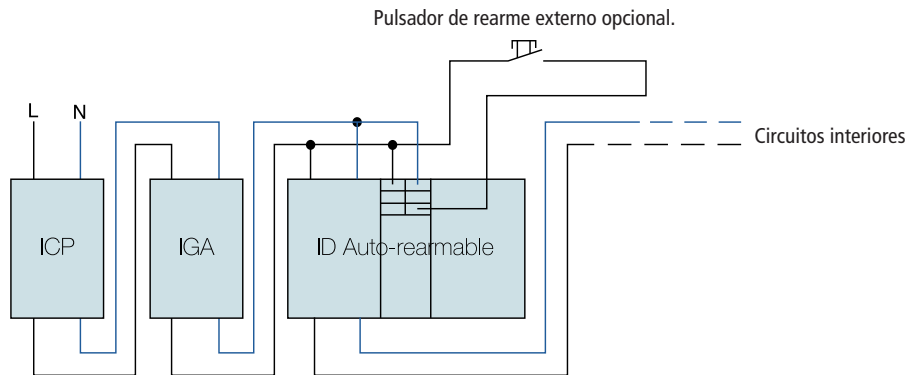 Pulsador de rearme externo opcional.
L N
Circuitos interiores
ICP IGA ID Auto-rearmable